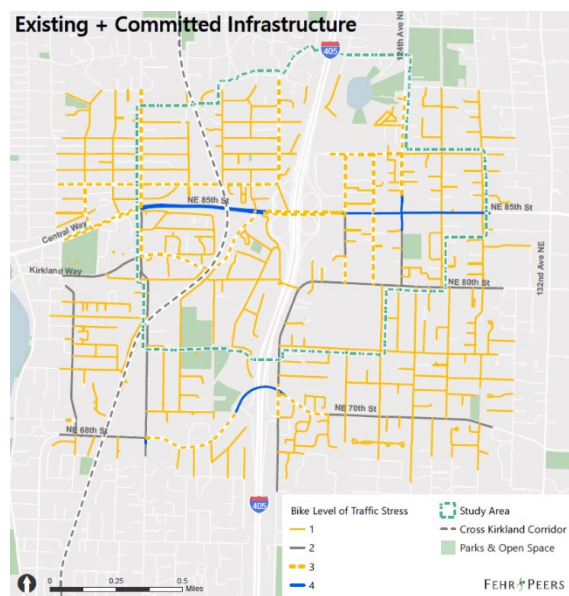 Existing + Committed Infrastructure
405
124th Ave NE
NE 85th St
NE 85th St
Central Way
Kirkland Way
NE 80th St
132nd Ave NE
NE 70th St
NE 68th St
405
Bike Level of Traffic Stress
1
2
3
4
Study Area
Cross Kirkland Corridor
Parks & Open Space
0 0.25 0.5
Miles
FEHR PEERS